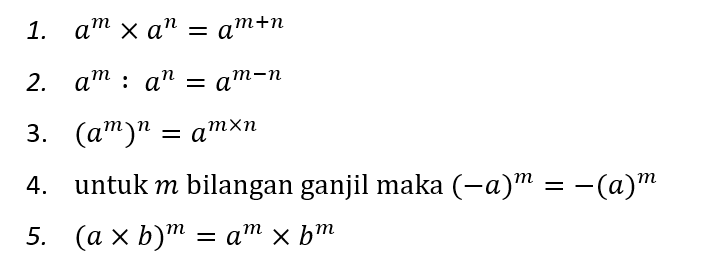 1. aᵐ × aⁿ = aᵐ⁺ⁿ
2. aᵐ : aⁿ = aᵐ⁻ⁿ
3. (aᵐ)ⁿ = aᵐˣⁿ
4. untuk m bilangan ganjil maka (−a)ᵐ = −(a)ᵐ
5. (a × b)ᵐ = aᵐ × bᵐ